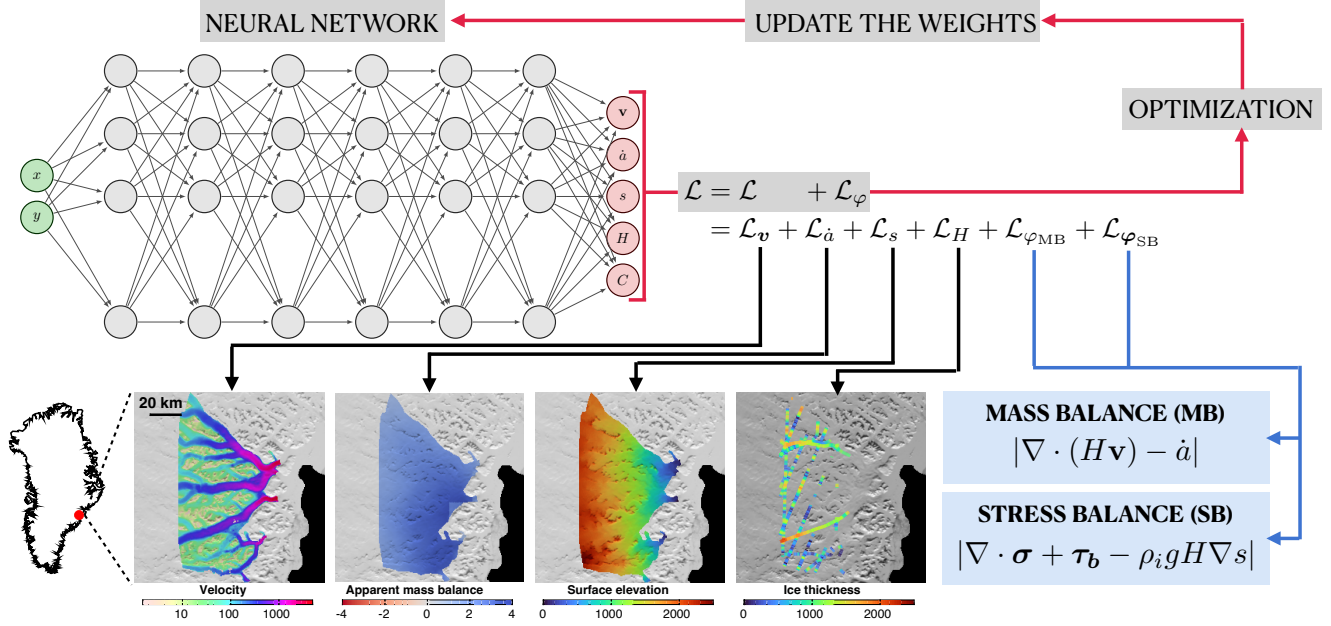 NEURAL NETWORK
UPDATE THE WEIGHTS
OPTIMIZATION
x
y
v
ȧ
s
H
C
ℒ = ℒ + ℒ_φ
= ℒ_v + ℒ_ȧ + ℒ_s + ℒ_H + ℒ_φ_MB + ℒ_φ_SB
20 km
MASS BALANCE (MB)
|∇ · (Hv) − ȧ|
STRESS BALANCE (SB)
|∇ · σ + τ_b − ρ_i gH∇s|
Velocity
10 100 1000
Apparent mass balance
-4 -2 0 2 4
Surface elevation
0 1000 2000
Ice thickness
0 1000 2000